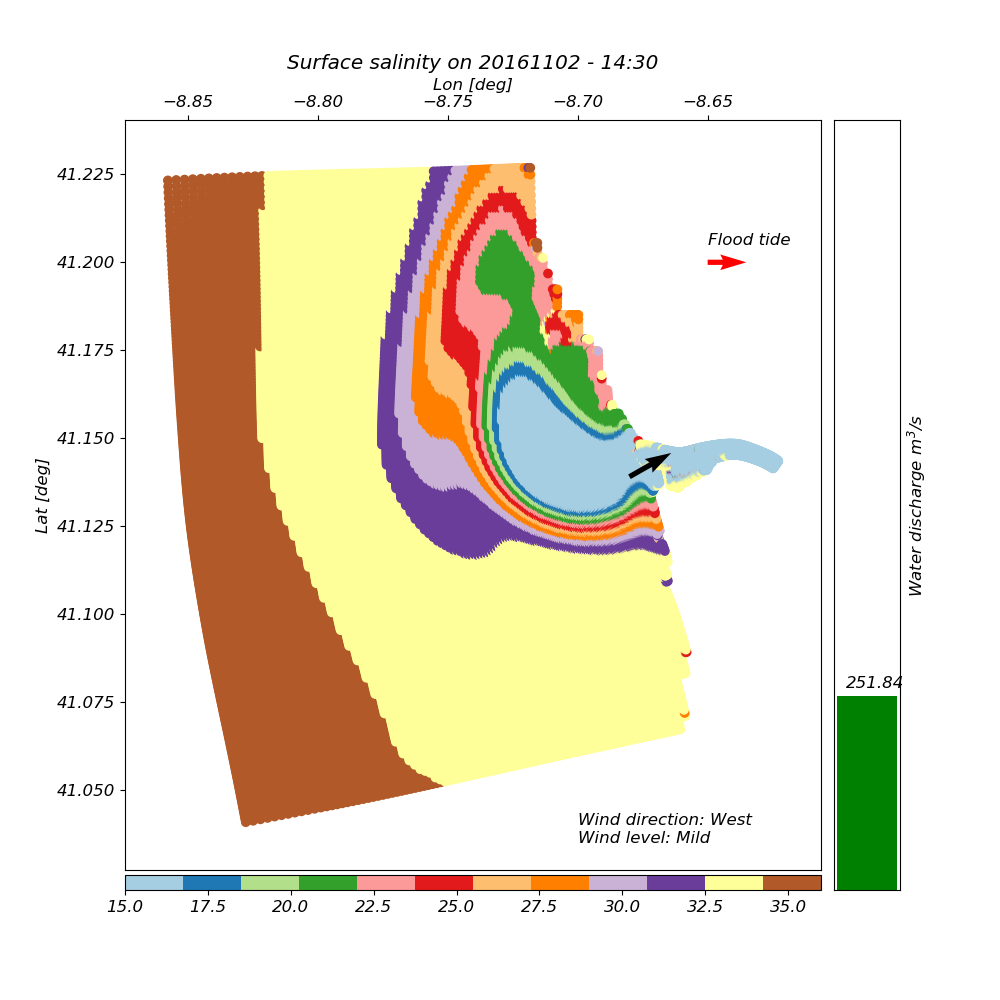 Surface salinity on 20161102 - 14:30
Lon [deg]
−8.85 −8.80 −8.75 −8.70 −8.65
41.225
41.200
41.175
41.150
41.125
41.100
41.075
41.050
Lat [deg]
Flood tide
Wind direction: West
Wind level: Mild
251.84
Water discharge m³/s
15.0 17.5 20.0 22.5 25.0 27.5 30.0 32.5 35.0